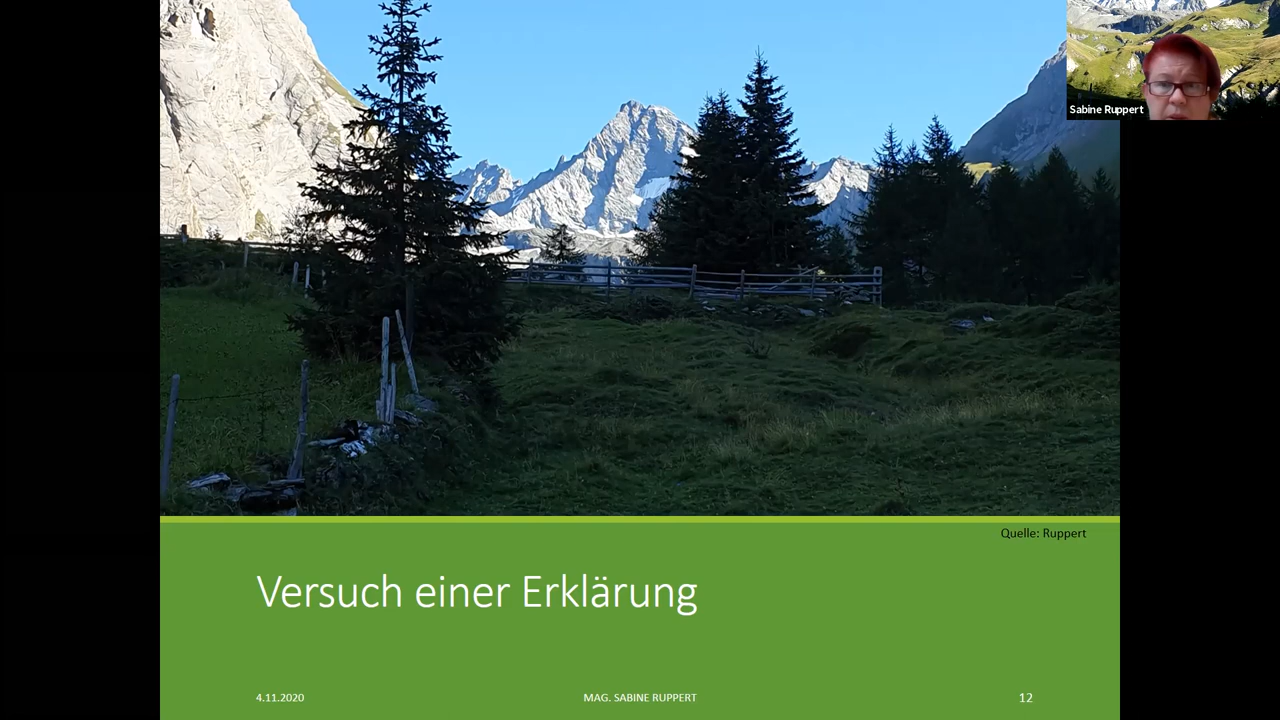 Sabine Ruppert
Quelle: Ruppert
Versuch einer Erklärung
4.11.2020
MAG. SABINE RUPPERT
12